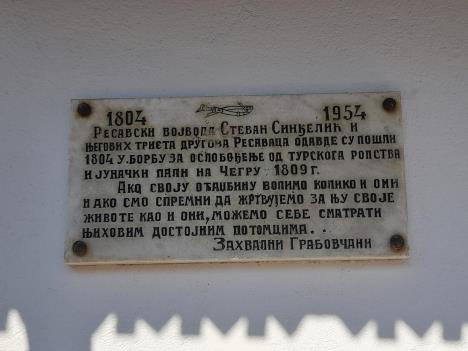 1804 1954
Ресавски војвода Стеван Синђелић и
његових триста другова Ресаваца одавде су пошли
1804 у борбу за ослобођење од турског ропства
и јуначки пали на Чегру 1809 г.
Ако своју отаџбину волимо колико и они
и ако смо спремни да жртвујемо за њу своје
животе као и они, можемо себе сматрати
њиховим достојним потомцима..
Захвални Грабовчани